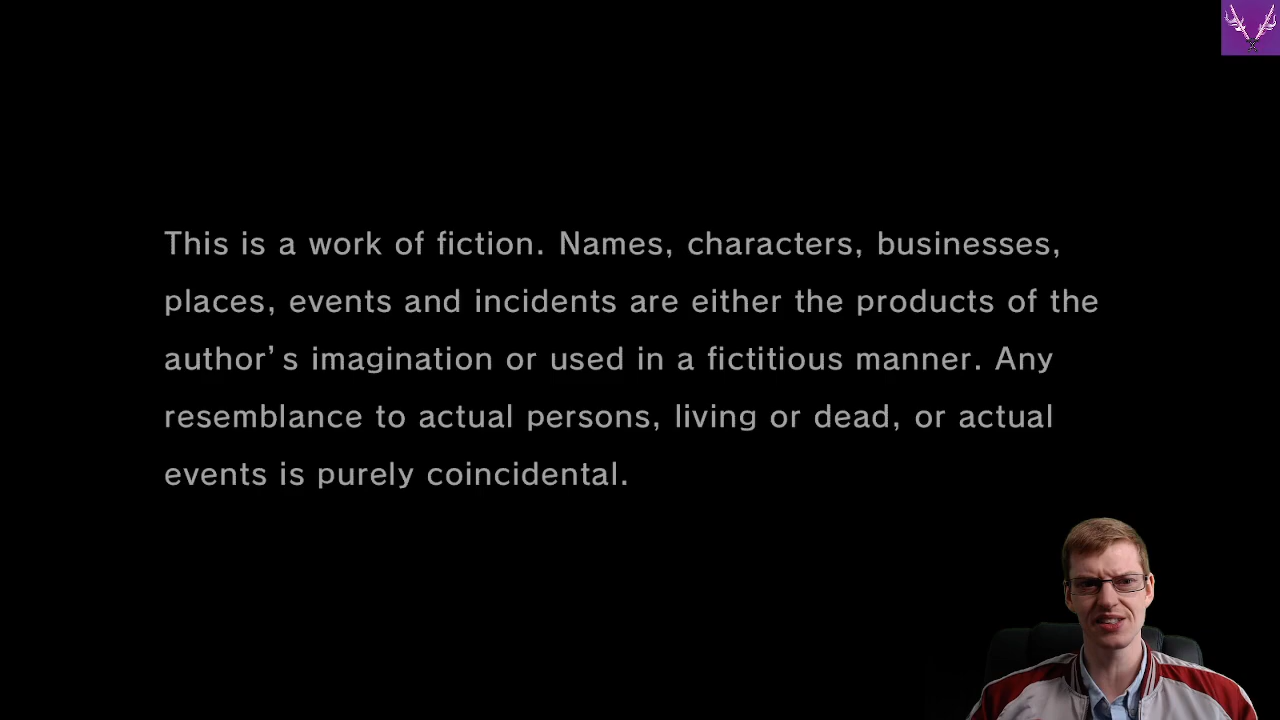 This is a work of fiction. Names, characters, businesses,
places, events and incidents are either the products of the
author’s imagination or used in a fictitious manner. Any
resemblance to actual persons, living or dead, or actual
events is purely coincidental.